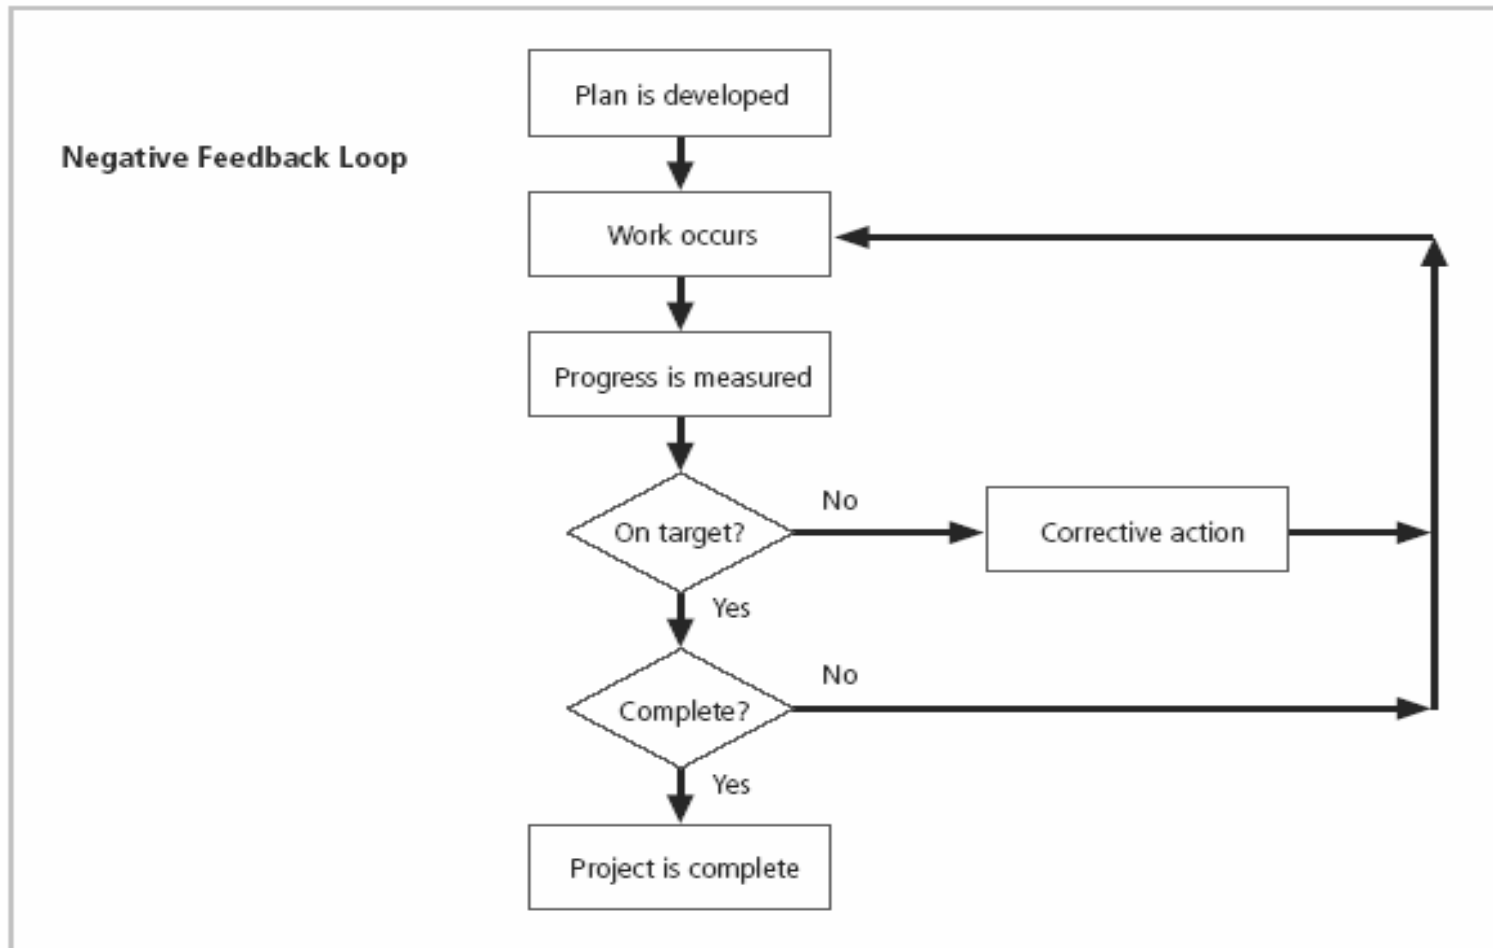 Plan is developed
Negative Feedback Loop
Work occurs
Progress is measured
No
On target?
Corrective action
Yes
No
Complete?
Yes
Project is complete